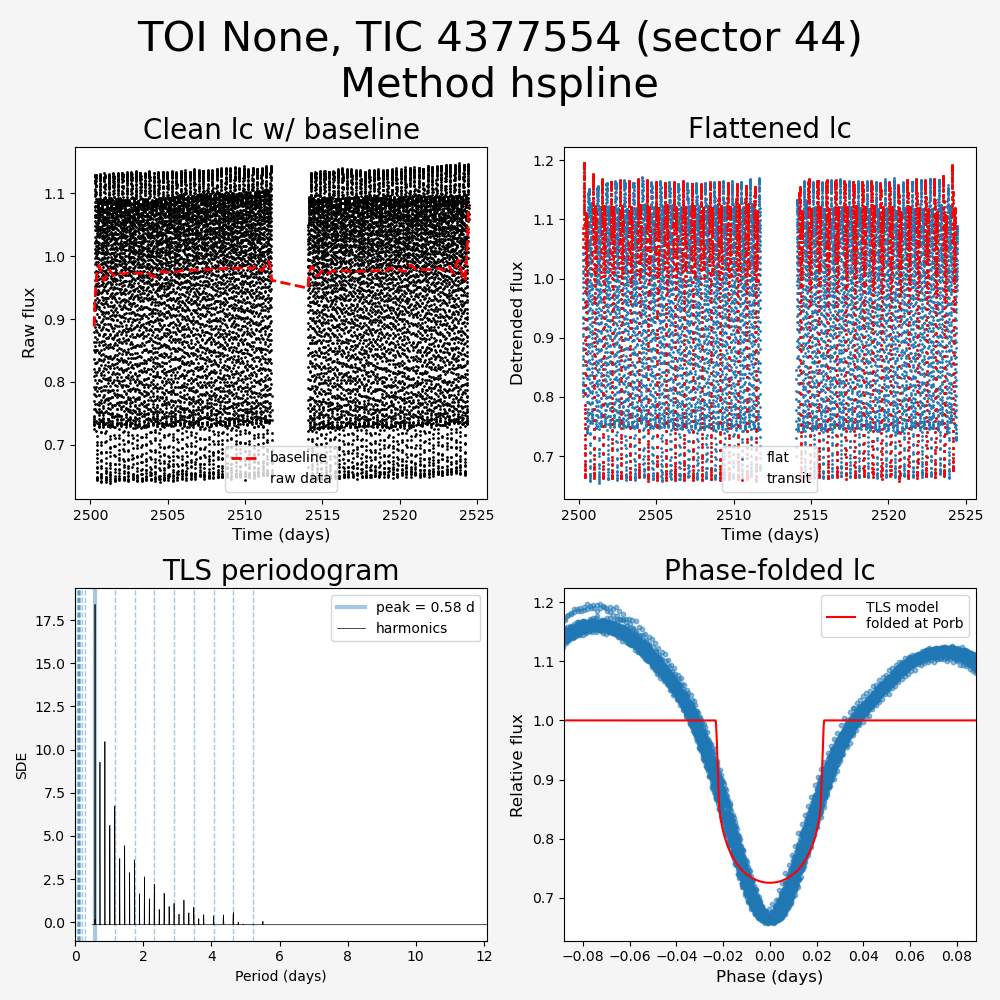 TOI None, TIC 4377554 (sector 44)
Method hspline
Clean lc w/ baseline
Raw flux
1.1
1.0
0.9
0.8
0.7
baseline
raw data
2500
2505
2510
2515
2520
2525
Time (days)
Flattened lc
Detrended flux
1.2
1.1
1.0
0.9
0.8
0.7
flat
transit
2500
2505
2510
2515
2520
2525
Time (days)
TLS periodogram
SDE
17.5
15.0
12.5
10.0
7.5
5.0
2.5
0.0
peak = 0.58 d
harmonics
0
2
4
6
8
10
12
Period (days)
Phase-folded lc
Relative flux
1.2
1.1
1.0
0.9
0.8
0.7
TLS model
folded at Porb
−0.08
−0.06
−0.04
−0.02
0.00
0.02
0.04
0.06
0.08
Phase (days)